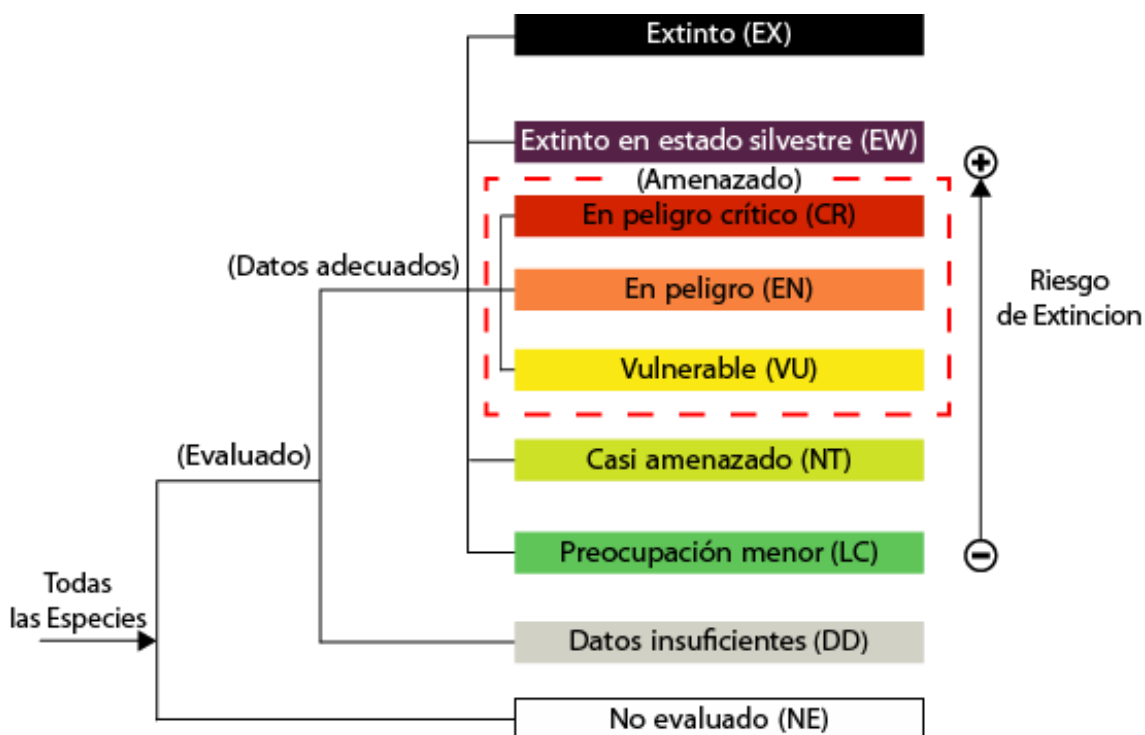 Extinto (EX)
Extinto en estado silvestre (EW)
(Amenazado)
En peligro crítico (CR)
(Datos adecuados)
En peligro (EN)
Riesgo
de Extincion
Vulnerable (VU)
(Evaluado)
Casi amenazado (NT)
Preocupación menor (LC)
Todas
las Especies
Datos insuficientes (DD)
No evaluado (NE)